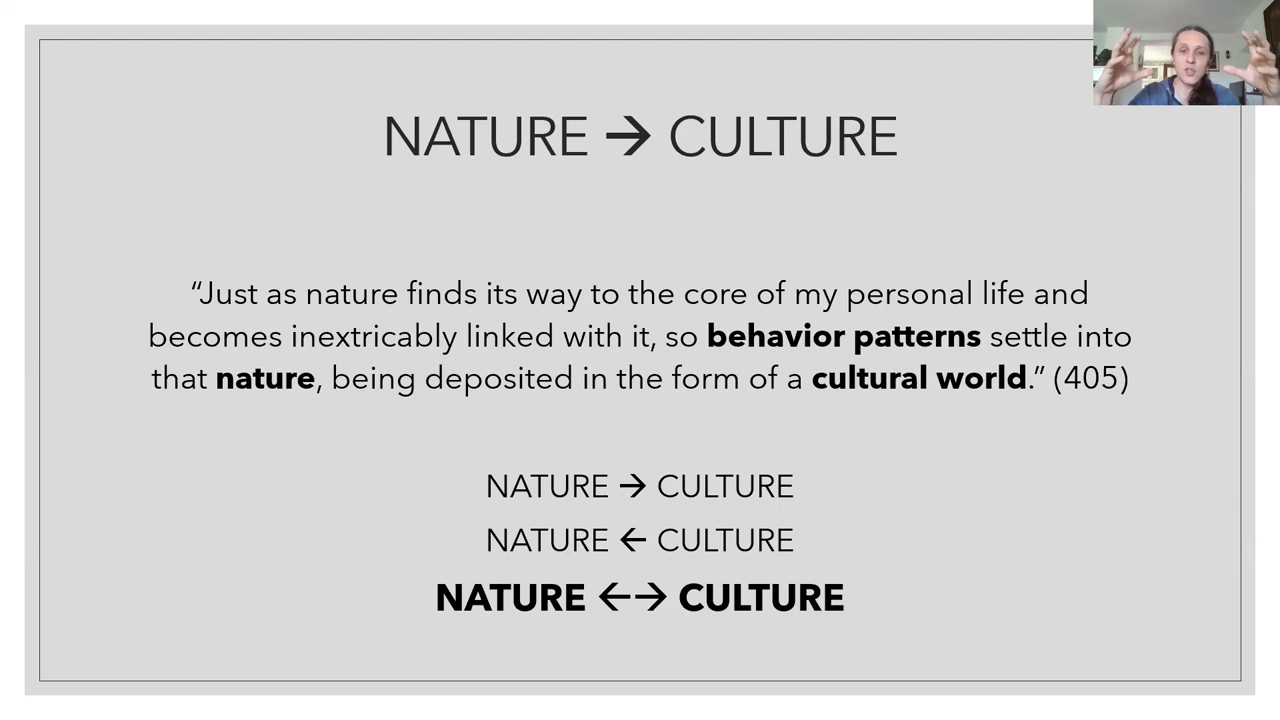 NATURE → CULTURE
“Just as nature finds its way to the core of my personal life and
becomes inextricably linked with it, so behavior patterns settle into
that nature, being deposited in the form of a cultural world.” (405)
NATURE → CULTURE
NATURE ← CULTURE
NATURE ←→ CULTURE